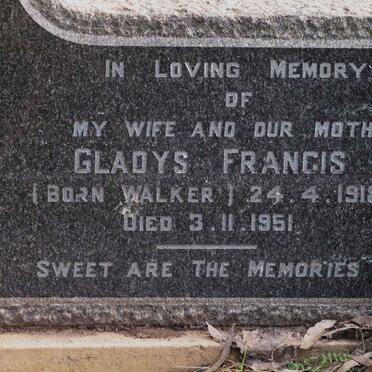 IN LOVING MEMORY
OF
MY WIFE AND OUR MOTH
GLADYS FRANCIS
(BORN WALKER) 24.4.191
DIED 3.11.1951
SWEET ARE THE MEMORIES